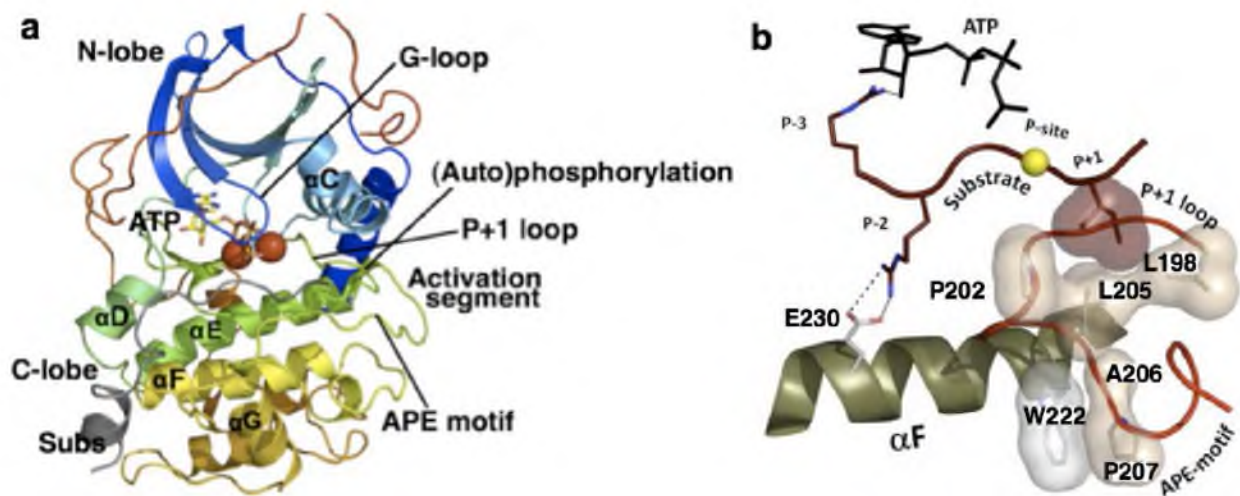 a
N-lobe
G-loop
αC
(Auto)phosphorylation
ATP
P+1 loop
Activation
segment
αD
αE
C-lobe
αF
αG
APE motif
Subs
b
ATP
P-3
P-site
P+1
Substrate
P+1 loop
P-2
L198
P202
L205
E230
A206
W222
αF
P207
APE-motif